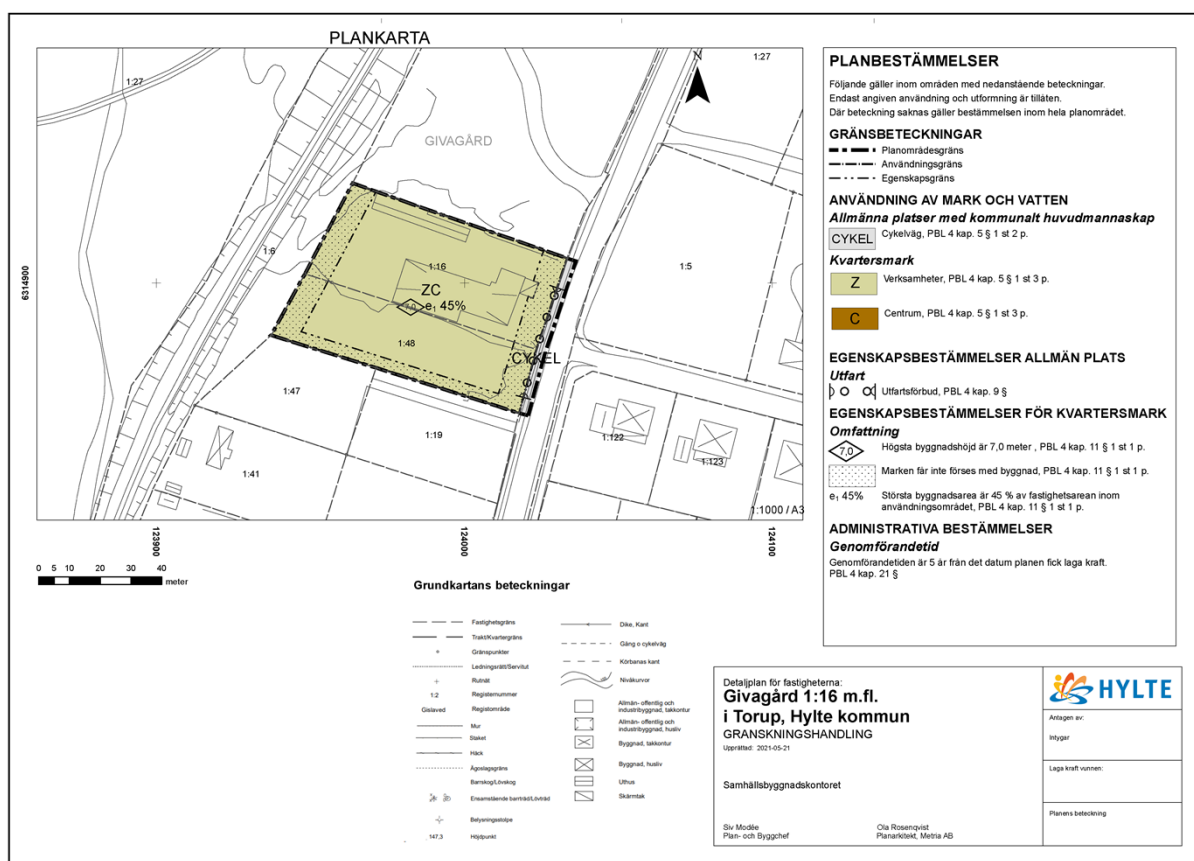 PLANKARTA
1:27
1:27
N
GIVAGÅRD
1:6
1:16
1:5
ZC
7,0 e₁ 45%
1:48
CYKEL
1:47
1:19
1:122
1:123
1:41
1:1000 / A3
6314900
123900
124000
124100
0 5 10 20 30 40
meter
PLANBESTÄMMELSER
Följande gäller inom områden med nedanstående beteckningar.
Endast angiven användning och utformning är tillåten.
Där beteckning saknas gäller bestämmelsen inom hela planområdet.
GRÄNSBETECKNINGAR
Planområdesgräns
Användningsgräns
Egenskapsgräns
ANVÄNDNING AV MARK OCH VATTEN
Allmänna platser med kommunalt huvudmannaskap
CYKEL Cykelväg, PBL 4 kap. 5 § 1 st 2 p.
Kvartersmark
Z Verksamheter, PBL 4 kap. 5 § 1 st 3 p.
C Centrum, PBL 4 kap. 5 § 1 st 3 p.
EGENSKAPSBESTÄMMELSER ALLMÄN PLATS
Utfart
Utfartsförbud, PBL 4 kap. 9 §
EGENSKAPSBESTÄMMELSER FÖR KVARTERSMARK
Omfattning
7,0 Högsta byggnadshöjd är 7,0 meter , PBL 4 kap. 11 § 1 st 1 p.
Marken får inte förses med byggnad, PBL 4 kap. 11 § 1 st 1 p.
e₁ 45% Största byggnadsarea är 45 % av fastighetsarean inom
användningsområdet, PBL 4 kap. 11 § 1 st 1 p.
ADMINISTRATIVA BESTÄMMELSER
Genomförandetid
Genomförandetiden är 5 år från det datum planen fick laga kraft.
PBL 4 kap. 21 §
Grundkartans beteckningar
Fastighetsgräns
Trakt/Kvartergräns
Gränspunkter
Ledningsrätt/Servitut
Rutnät
1:2 Registernummer
Gislaved Registområde
Mur
Staket
Häck
Ägoslagsgräns
Barrskog/Lövskog
Ensamstående barrträd/Lövträd
Belysningsstolpe
147,3 Höjdpunkt
Dike, Kant
Gång o cykelväg
Körbanas kant
Nivåkurvor
Allmän- offentlig och
industribyggnad, takkontur
Allmän- offentlig och
industribyggnad, husliv
Byggnad, takkontur
Byggnad, husliv
Uthus
Skärmtak
Detaljplan för fastigheterna:
Givagård 1:16 m.fl.
i Torup, Hylte kommun
GRANSKNINGSHANDLING
Upprättad: 2021-05-21
Samhällsbyggnadskontoret
Siv Modée
Plan- och Byggchef
Ola Rosenqvist
Planarkitekt, Metria AB
HYLTE
Antagen av:
Intygar
Laga kraft vunnen:
Planens beteckning